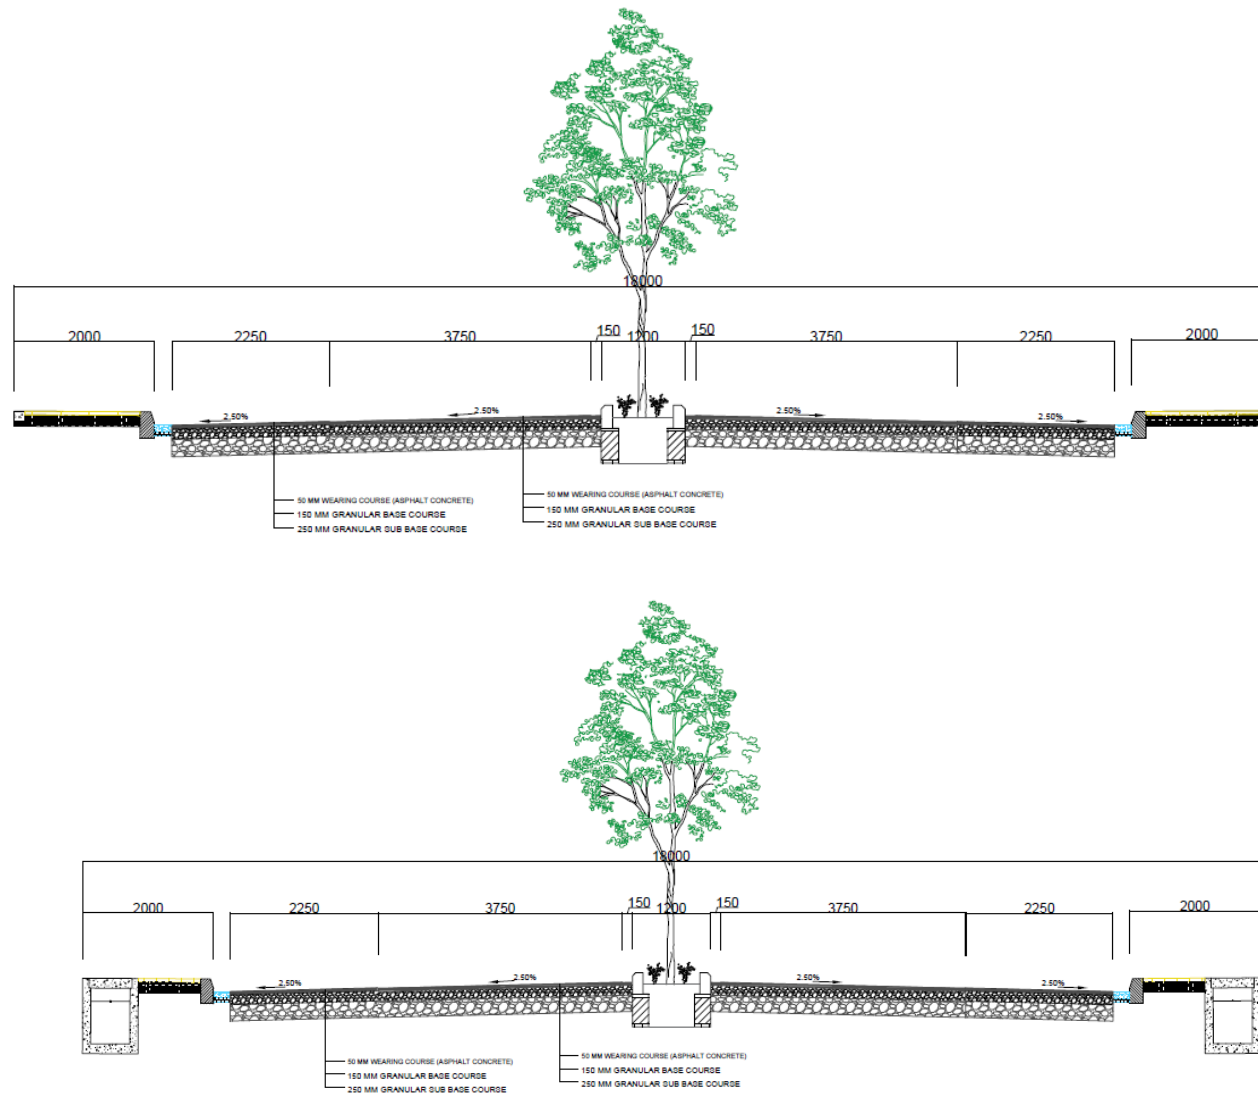 18000
2000 2250 3750 150 1200 150 3750 2250 2000
2.50% 2.50% 2.50% 2.50%
50 MM WEARING COURSE (ASPHALT CONCRETE)
150 MM GRANULAR BASE COURSE
250 MM GRANULAR SUB BASE COURSE
50 MM WEARING COURSE (ASPHALT CONCRETE)
150 MM GRANULAR BASE COURSE
250 MM GRANULAR SUB BASE COURSE
18000
2000 2250 3750 150 1200 150 3750 2250 2000
2.50% 2.50% 2.50% 2.50%
50 MM WEARING COURSE (ASPHALT CONCRETE)
150 MM GRANULAR BASE COURSE
250 MM GRANULAR SUB BASE COURSE
50 MM WEARING COURSE (ASPHALT CONCRETE)
150 MM GRANULAR BASE COURSE
250 MM GRANULAR SUB BASE COURSE